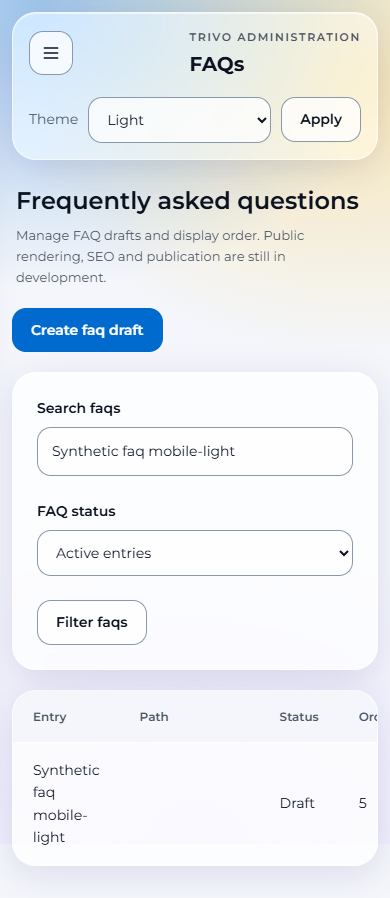 TRIVO ADMINISTRATION
FAQs
Theme
Light
Apply
Frequently asked questions
Manage FAQ drafts and display order. Public
rendering, SEO and publication are still in
development.
Create faq draft
Search faqs
Synthetic faq mobile-light
FAQ status
Active entries
Filter faqs
Entry Path Status
Synthetic
faq
mobile-
light
Draft 5